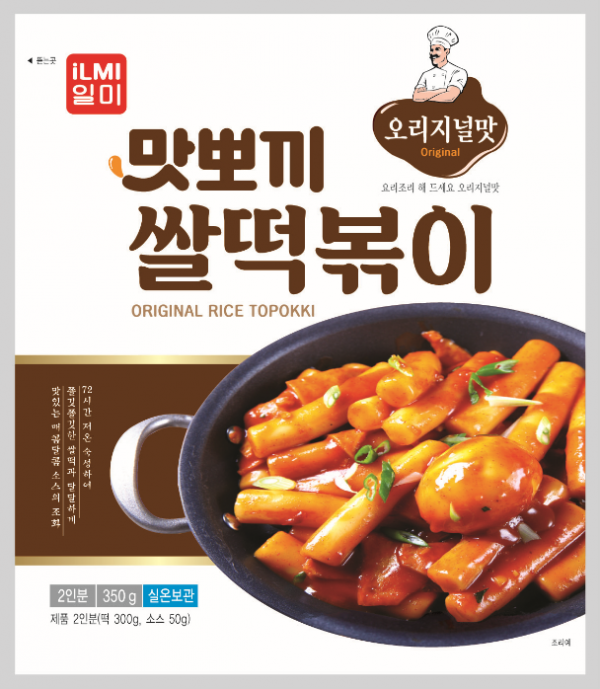 ◀ 뜯는곳
iLMI
일미
오리지널맛
Original
요리조리 해 드세요 오리지널맛
맛뽀끼
쌀떡볶이
ORIGINAL RICE TOPOKKI
72시간 저온 숙성하여
쫄깃쫄깃한 쌀떡과 달달하게
맛있는 매콤달콤 소스의 조화
2인분 350g 실온보관
제품 2인분(떡 300g, 소스 50g)
조리예